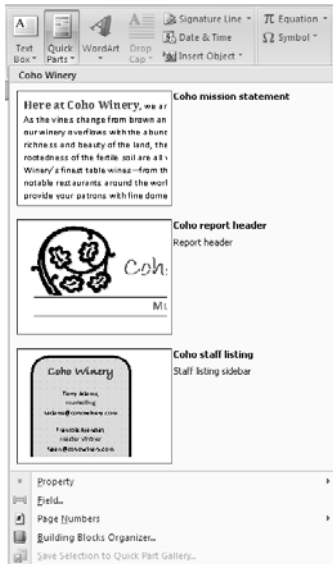 Signature Line
π Equation
Date & Time
Ω Symbol
Insert Object
Text Box
Quick Parts
WordArt
Drop Cap
Coho Winery
Here at Coho Winery, we ar
As the vines change from brown an
our winery overflows with the abund
richness and beauty of the land, the
rootedness of the fertile soil are all
Winery's finest table wines—from th
notable restaurants around the worl
provide your patrons with fine dome
Coho mission statement
Coh
Mu
Coho report header
Report header
Coho Winery
Terry Adams,
marketing
Coho staff listing
Staff listing sidebar
Property
Field...
Page Numbers
Building Blocks Organizer...
Save Selection to Quick Part Gallery...